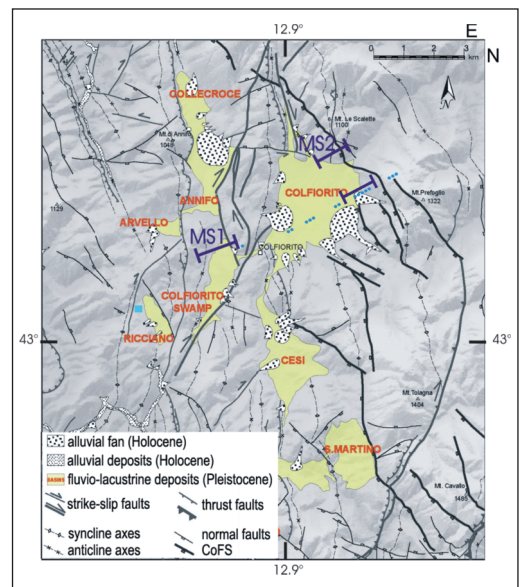 12.9°
E
N
0 1 2 3
km
COLLECROCE
Mt. Le Scalette
1100
Mt. d'Annifo
MS2
COLFIORITO
Mt.Prefoglio
1322
ANNIFO
1129
ARVELLO
MS1
COLFIORITO
COLFIORITO
SWAMP
43°
43°
RICCIANO
CESI
Mt.Tolagna
1404
S.MARTINO
Mt. Cavallo
1485
alluvial fan (Holocene)
alluvial deposits (Holocene)
BASINS fluvio-lacustrine deposits (Pleistocene)
strike-slip faults
thrust faults
syncline axes
normal faults
anticline axes
CoFS
12.9°